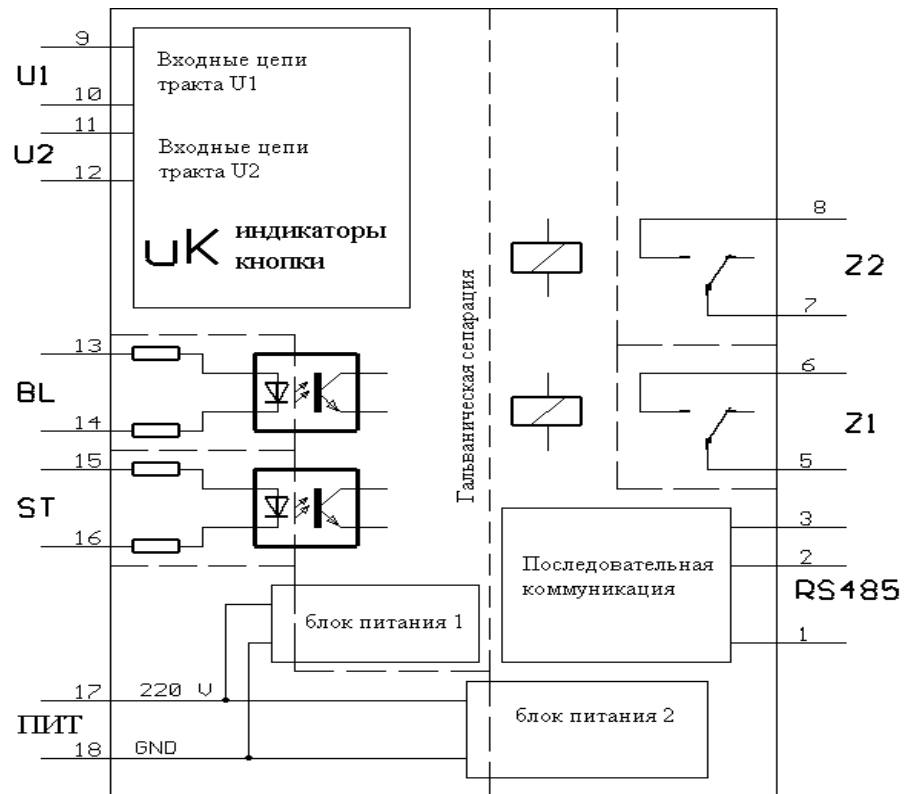 9
U1
10
11
U2
12
Входные цепи
тракта U1
Входные цепи
тракта U2
uK индикаторы
кнопки
13
BL
14
15
ST
16
Гальваническая сепарация
8
Z2
7
6
Z1
5
Последовательная
коммуникация
3
2
RS485
1
блок питания 1
17
220 V
ПИТ
18
GND
блок питания 2